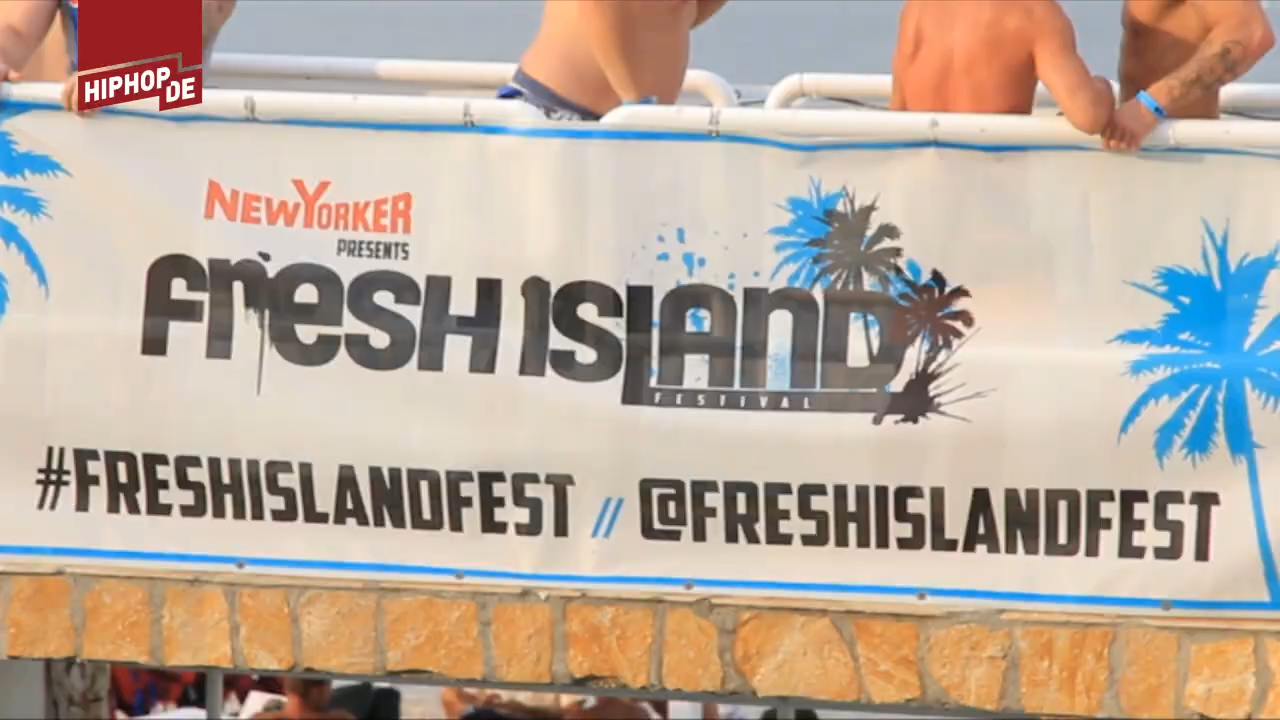 HIPHOP
.DE
NEWYORKER
PRESENTS
FRESH ISLAND
FESTIVAL
#FRESHISLANDFEST // @FRESHISLANDFEST